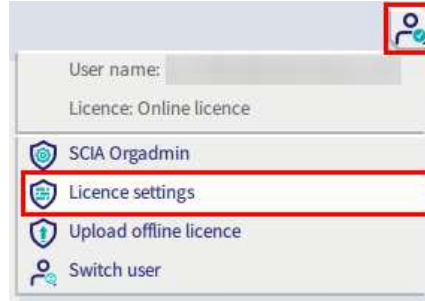 User name:
Licence: Online licence
SCIA Orgadmin
Licence settings
Upload offline licence
Switch user